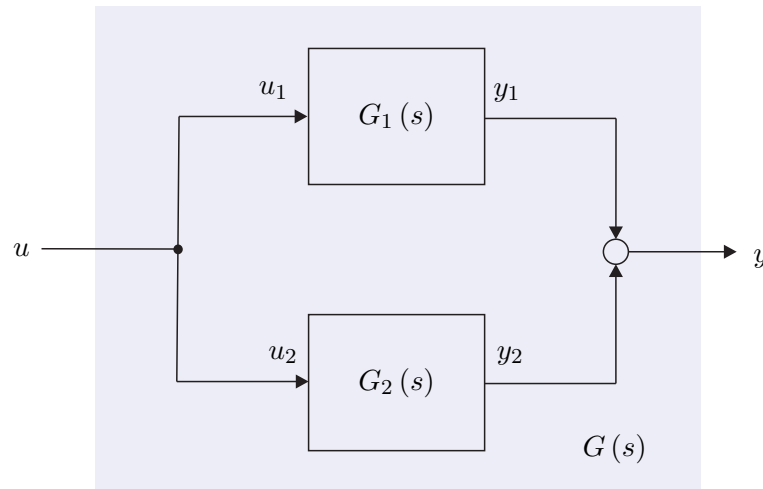 u₁
G₁ (s)
y₁
u
y
u₂
G₂ (s)
y₂
G (s)